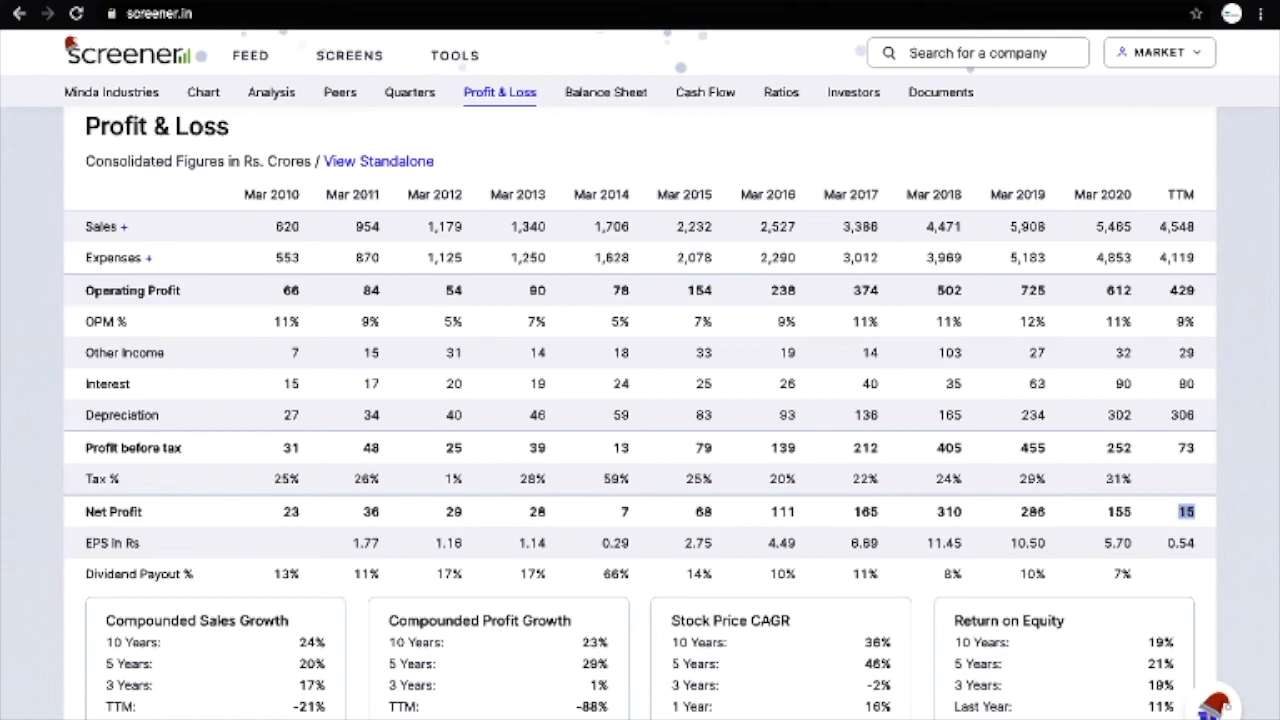 screener.in
screener
FEED SCREENS TOOLS Search for a company MARKET
Minda Industries Chart Analysis Peers Quarters Profit & Loss Balance Sheet Cash Flow Ratios Investors Documents
Profit & Loss
Consolidated Figures in Rs. Crores / View Standalone
Mar 2010 Mar 2011 Mar 2012 Mar 2013 Mar 2014 Mar 2015 Mar 2016 Mar 2017 Mar 2018 Mar 2019 Mar 2020 TTM
Sales + 620 954 1,179 1,340 1,706 2,232 2,527 3,386 4,471 5,908 5,465 4,548
Expenses + 553 870 1,125 1,250 1,628 2,078 2,290 3,012 3,969 5,183 4,853 4,119
Operating Profit 66 84 54 90 78 154 238 374 502 725 612 429
OPM % 11% 9% 5% 7% 5% 7% 9% 11% 11% 12% 11% 9%
Other Income 7 15 31 14 18 33 19 14 103 27 32 29
Interest 15 17 20 19 24 25 26 40 35 63 90 80
Depreciation 27 34 40 46 59 83 93 136 165 234 302 306
Profit before tax 31 48 25 39 13 79 139 212 405 455 252 73
Tax % 25% 26% 1% 28% 59% 25% 20% 22% 24% 29% 31%
Net Profit 23 36 29 28 7 68 111 165 310 286 155 15
EPS in Rs 1.77 1.16 1.14 0.29 2.75 4.49 6.69 11.45 10.50 5.70 0.54
Dividend Payout % 13% 11% 17% 17% 66% 14% 10% 11% 8% 10% 7%
Compounded Sales Growth Compounded Profit Growth Stock Price CAGR Return on Equity
10 Years: 24% 10 Years: 23% 10 Years: 36% 10 Years: 19%
5 Years: 20% 5 Years: 29% 5 Years: 46% 5 Years: 21%
3 Years: 17% 3 Years: 1% 3 Years: -2% 3 Years: 19%
TTM: -21% TTM: -88% 1 Year: 16% Last Year: 11%